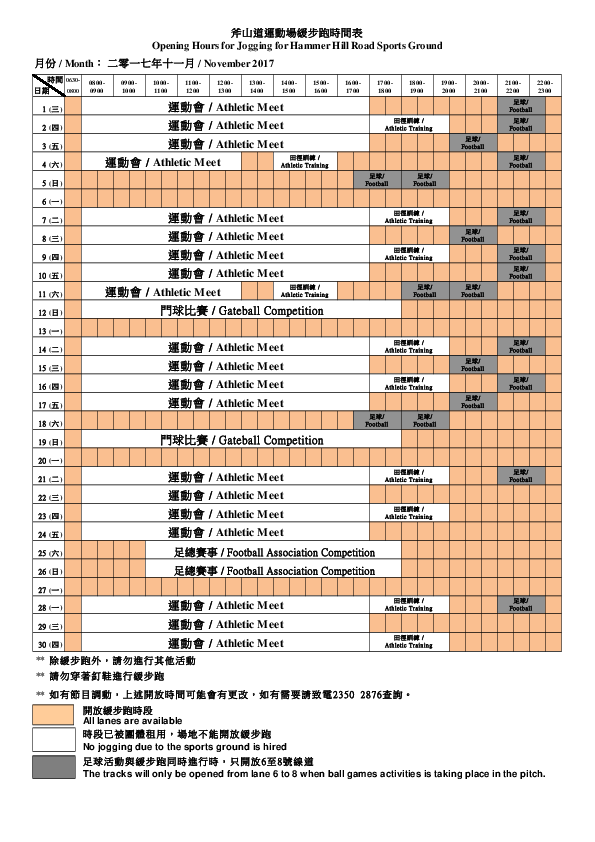 斧山道運動場緩步跑時間表
Opening Hours for Jogging for Hammer Hill Road Sports Ground
月份 / Month： 二零一七年十一月 / November 2017
時間 0630-0800 0800-0900 0900-1000 1000-1100 1100-1200 1200-1300 1300-1400 1400-1500 1500-1600 1600-1700 1700-1800 1800-1900 1900-2000 2000-2100 2100-2200 2200-2300
日期
1 (三) 運動會 / Athletic Meet 足球/ Football
2 (四) 運動會 / Athletic Meet 田徑訓練 / Athletic Training 足球/ Football
3 (五) 運動會 / Athletic Meet 足球/ Football
4 (六) 運動會 / Athletic Meet 田徑訓練 / Athletic Training 足球/ Football
5 (日) 足球/ Football 足球/ Football
6 (一)
7 (二) 運動會 / Athletic Meet 田徑訓練 / Athletic Training 足球/ Football
8 (三) 運動會 / Athletic Meet 足球/ Football
9 (四) 運動會 / Athletic Meet 田徑訓練 / Athletic Training 足球/ Football
10 (五) 運動會 / Athletic Meet 足球/ Football
11 (六) 運動會 / Athletic Meet 田徑訓練 / Athletic Training 足球/ Football 足球/ Football
12 (日) 門球比賽 / Gateball Competition
13 (一)
14 (二) 運動會 / Athletic Meet 田徑訓練 / Athletic Training 足球/ Football
15 (三) 運動會 / Athletic Meet 足球/ Football
16 (四) 運動會 / Athletic Meet 田徑訓練 / Athletic Training 足球/ Football
17 (五) 運動會 / Athletic Meet 足球/ Football
18 (六) 足球/ Football 足球/ Football
19 (日) 門球比賽 / Gateball Competition
20 (一)
21 (二) 運動會 / Athletic Meet 田徑訓練 / Athletic Training 足球/ Football
22 (三) 運動會 / Athletic Meet
23 (四) 運動會 / Athletic Meet 田徑訓練 / Athletic Training
24 (五) 運動會 / Athletic Meet
25 (六) 足總賽事 / Football Association Competition
26 (日) 足總賽事 / Football Association Competition
27 (一)
28 (一) 運動會 / Athletic Meet 田徑訓練 / Athletic Training 足球/ Football
29 (三) 運動會 / Athletic Meet
30 (四) 運動會 / Athletic Meet 田徑訓練 / Athletic Training
** 除緩步跑外，請勿進行其他活動
** 請勿穿著釘鞋進行緩步跑
** 如有節目調動，上述開放時間可能會有更改，如有需要請致電2350 2876查詢。
開放緩步跑時段
All lanes are available
時段已被團體租用，場地不能開放緩步跑
No jogging due to the sports ground is hired
足球活動與緩步跑同時進行時，只開放6至8號線道
The tracks will only be opened from lane 6 to 8 when ball games activities is taking place in the pitch.